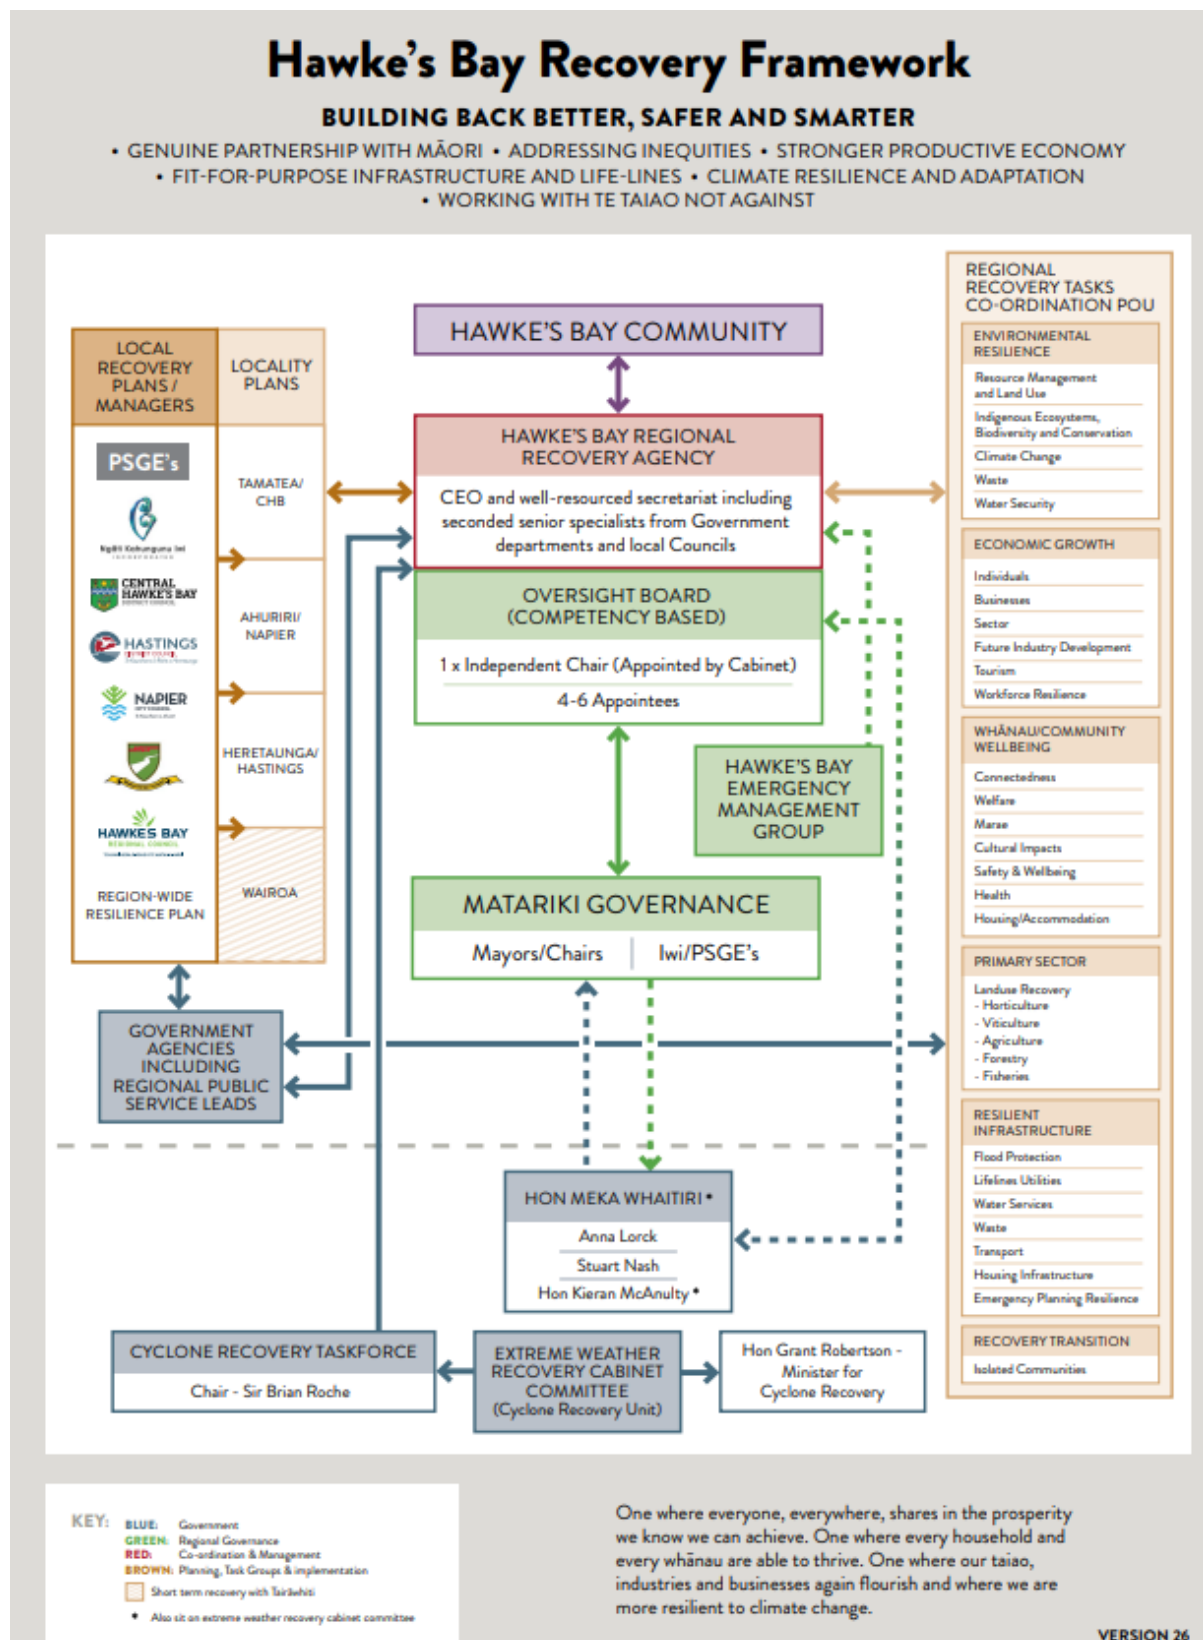 Hawke's Bay Recovery Framework
BUILDING BACK BETTER, SAFER AND SMARTER
• GENUINE PARTNERSHIP WITH MĀORI • ADDRESSING INEQUITIES • STRONGER PRODUCTIVE ECONOMY
• FIT-FOR-PURPOSE INFRASTRUCTURE AND LIFE-LINES • CLIMATE RESILIENCE AND ADAPTATION
• WORKING WITH TE TAIAO NOT AGAINST
LOCAL
RECOVERY
PLANS /
MANAGERS
LOCALITY
PLANS
PSGE's
Ngāti Kahungunu Iwi
INCORPORATED
CENTRAL
HAWKE'S BAY
DISTRICT COUNCIL
HASTINGS
DISTRICT COUNCIL
NAPIER
CITY COUNCIL
HAWKES BAY
REGIONAL COUNCIL
REGION-WIDE
RESILIENCE PLAN
TAMATEA/
CHB
AHURIRI/
NAPIER
HERETAUNGA/
HASTINGS
WAIROA
GOVERNMENT
AGENCIES
INCLUDING
REGIONAL PUBLIC
SERVICE LEADS
HAWKE'S BAY COMMUNITY
HAWKE'S BAY REGIONAL
RECOVERY AGENCY
CEO and well-resourced secretariat including
seconded senior specialists from Government
departments and local Councils
OVERSIGHT BOARD
(COMPETENCY BASED)
1 x Independent Chair (Appointed by Cabinet)
4-6 Appointees
HAWKE'S BAY
EMERGENCY
MANAGEMENT
GROUP
MATARIKI GOVERNANCE
Mayors/Chairs
Iwi/PSGE's
HON MEKA WHAITIRI *
Anna Lorck
Stuart Nash
Hon Kieran McAnulty *
CYCLONE RECOVERY TASKFORCE
Chair - Sir Brian Roche
EXTREME WEATHER
RECOVERY CABINET
COMMITTEE
(Cyclone Recovery Unit)
Hon Grant Robertson -
Minister for
Cyclone Recovery
REGIONAL
RECOVERY TASKS
CO-ORDINATION POU
ENVIRONMENTAL
RESILIENCE
Resource Management
and Land Use
Indigenous Ecosystems,
Biodiversity and Conservation
Climate Change
Waste
Water Security
ECONOMIC GROWTH
Individuals
Businesses
Sector
Future Industry Development
Tourism
Workforce Resilience
WHĀNAU/COMMUNITY
WELLBEING
Connectedness
Welfare
Marae
Cultural Impacts
Safety & Wellbeing
Health
Housing/Accommodation
PRIMARY SECTOR
Landuse Recovery
- Horticulture
- Viticulture
- Agriculture
- Forestry
- Fisheries
RESILIENT
INFRASTRUCTURE
Flood Protection
Lifelines Utilities
Water Services
Waste
Transport
Housing Infrastructure
Emergency Planning Resilience
RECOVERY TRANSITION
Isolated Communities
KEY:
BLUE: Government
GREEN: Regional Governance
RED: Co-ordination & Management
BROWN: Planning, Task Groups & implementation
Short term recovery with Tairāwhiti
* Also sit on extreme weather recovery cabinet committee
One where everyone, everywhere, shares in the prosperity
we know we can achieve. One where every household and
every whānau are able to thrive. One where our taiao,
industries and businesses again flourish and where we are
more resilient to climate change.
VERSION 26